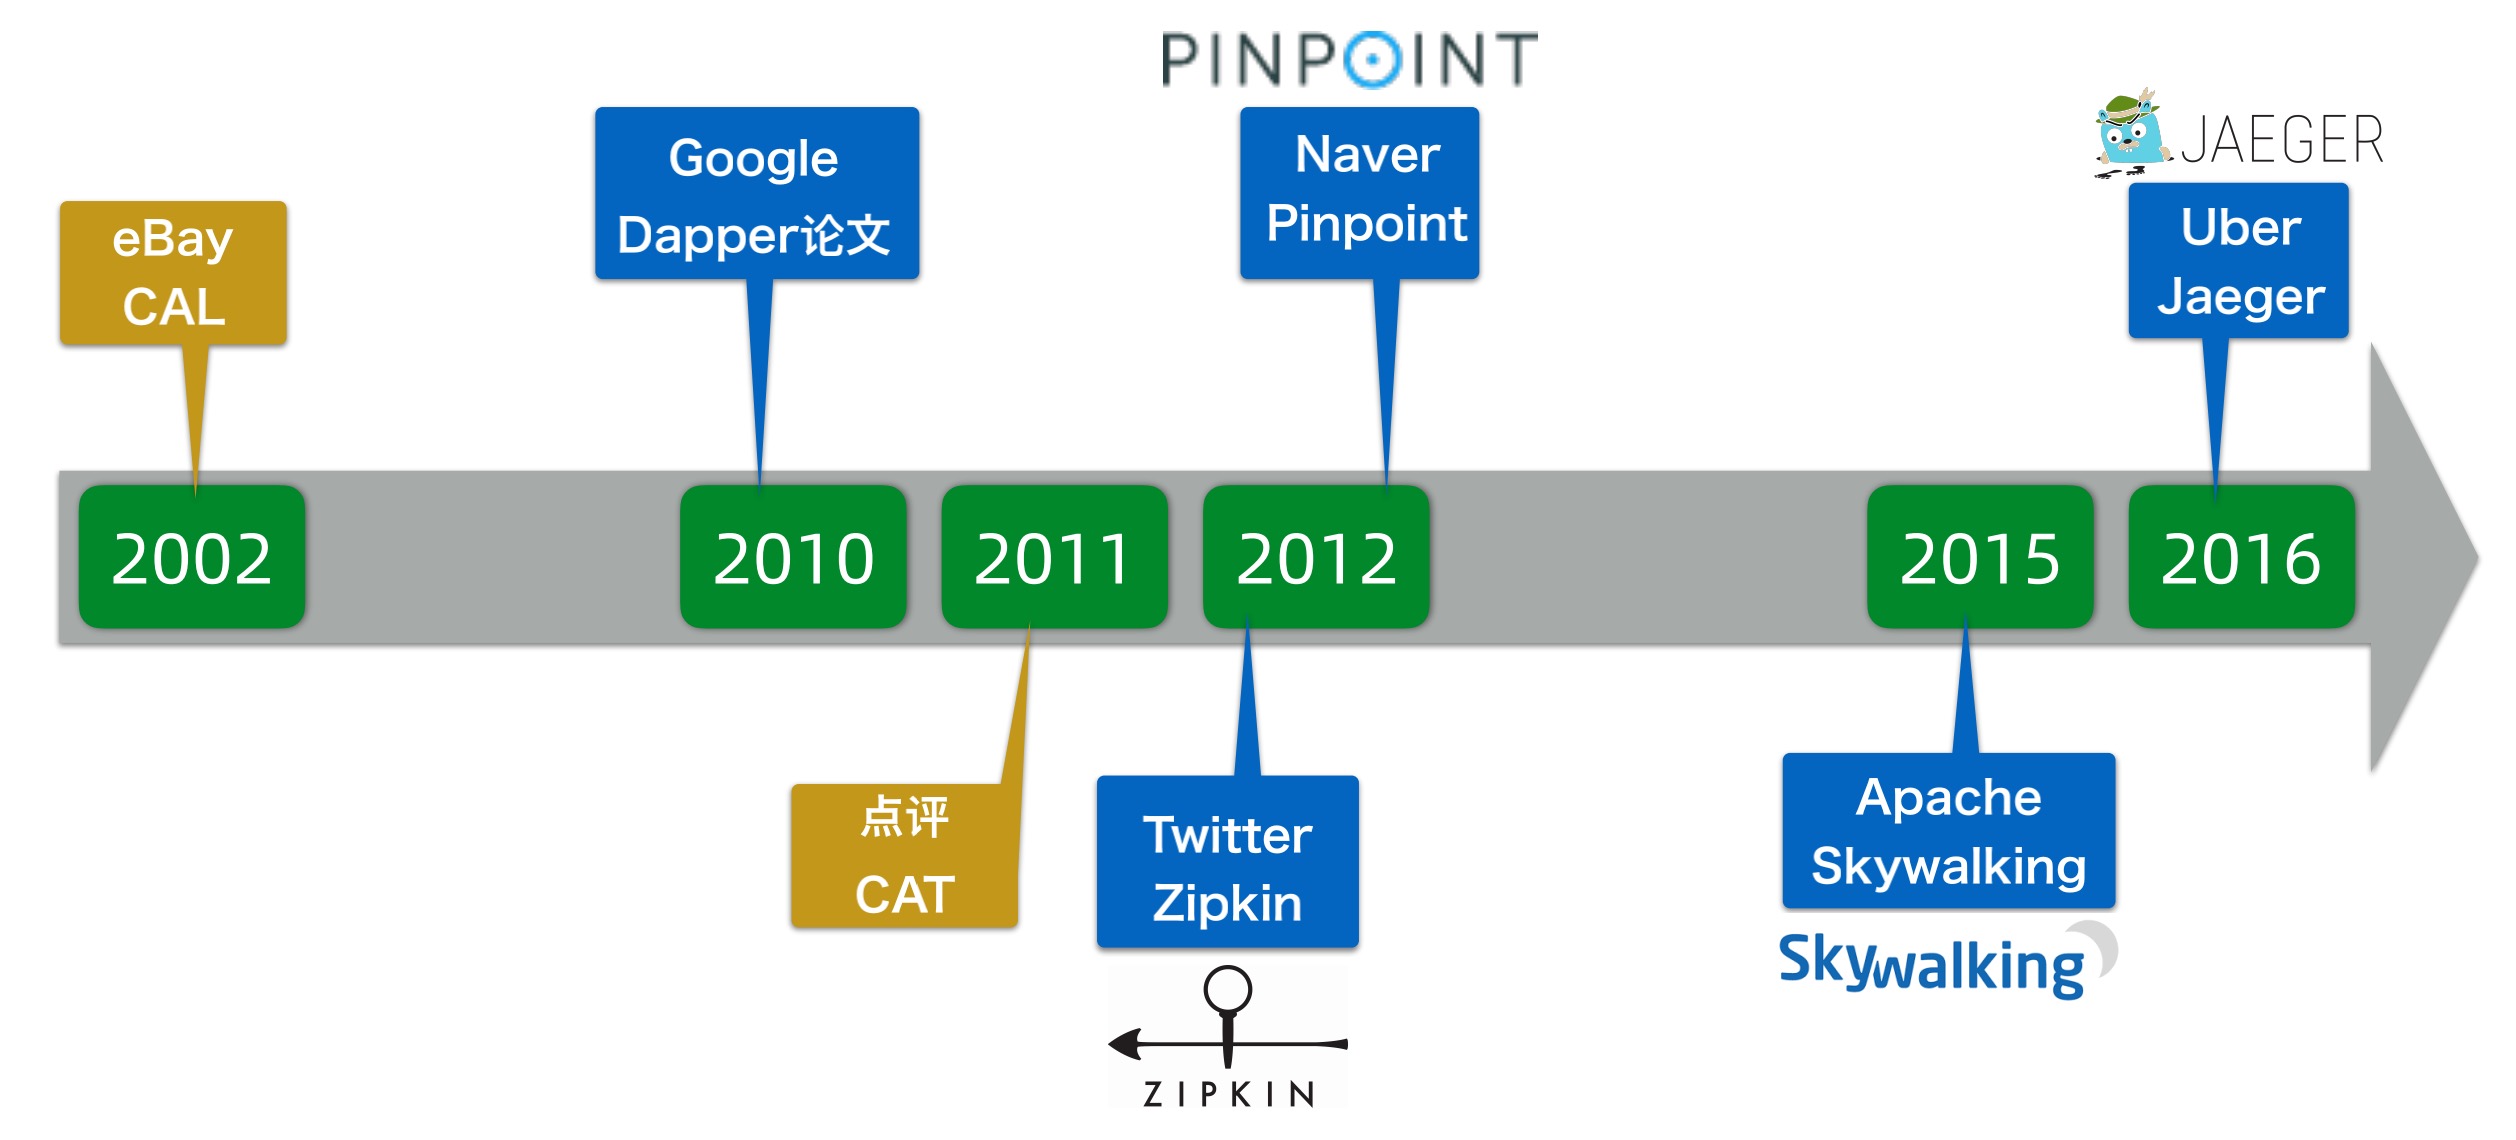 PINPOINT
JAEGER
eBay
CAL
Google
Dapper论文
Naver
Pinpoint
Uber
Jaeger
2002
2010
2011
2012
2015
2016
点评
CAT
Twitter
Zipkin
Apache
Skywalking
Skywalking
ZIPKIN